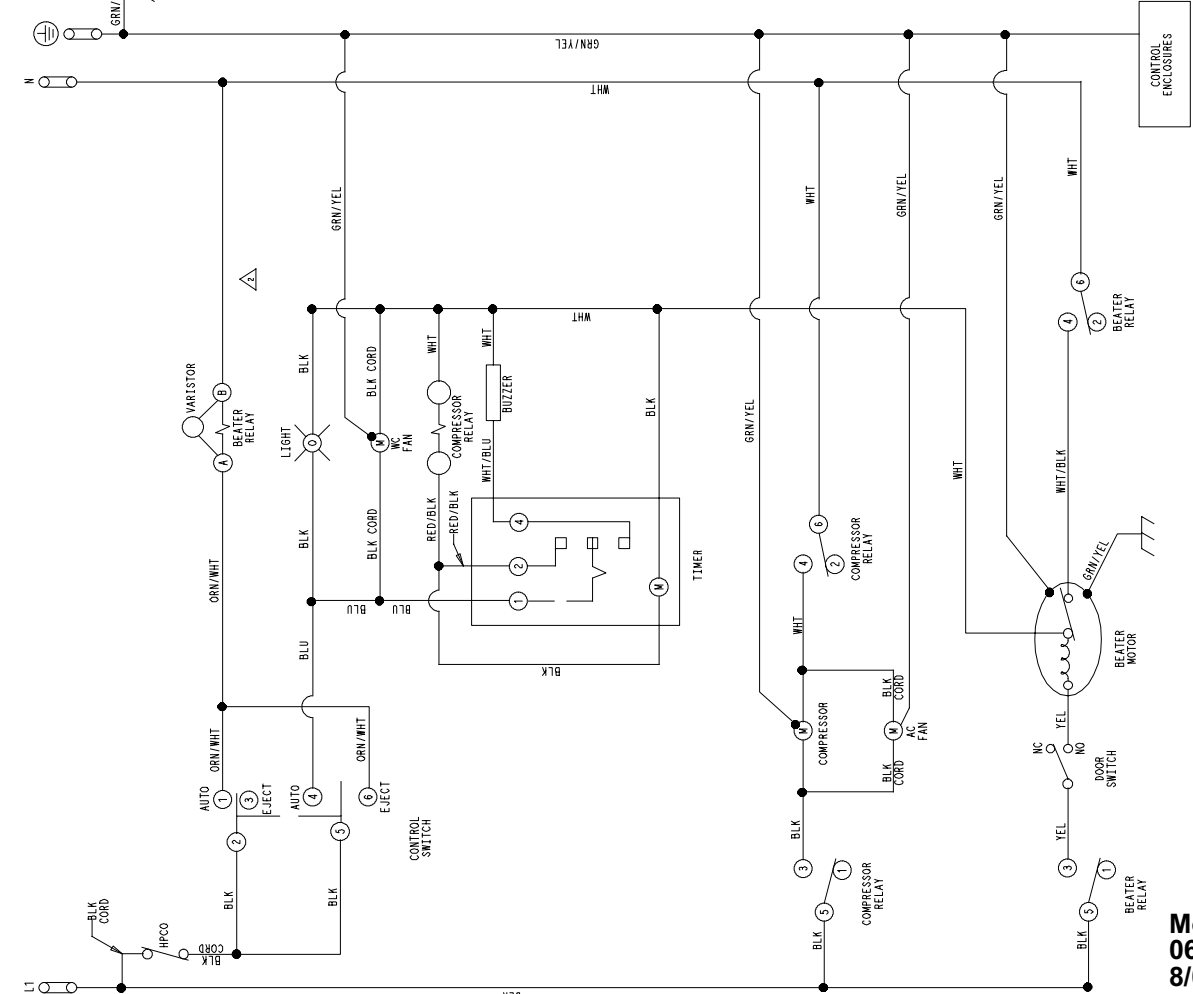 GRN/
GRN/YEL
CONTROL
ENCLOSURES
N
WHT
GRN/YEL
WHT
GRN/YEL
GRN/YEL
WHT
2
WHT
6
4
2
BEATER
RELAY
VARISTOR
B
A
BEATER
RELAY
BLK
LIGHT
O
BLK CORD
M
WC
FAN
WHT
COMPRESSOR
RELAY
WHT
BUZZER
WHT/BLU
BLK
GRN/YEL
WHT
WHT/BLK
ORN/WHT
BLK
BLK CORD
RED/BLK
RED/BLK
4
2
1
M
TIMER
6
4
2
COMPRESSOR
RELAY
GRN/YEL
BLU
BLU
BLU
BLK
WHT
BEATER
MOTOR
ORN/WHT
ORN/WHT
M
COMPRESSOR
BLK
CORD
M
AC
FAN
BLK
CORD
YEL
NC
NO
DOOR
SWITCH
AUTO
1
3
EJECT
AUTO
4
6
EJECT
2
5
CONTROL
SWITCH
BLK
YEL
BLK
BLK
3
5
1
COMPRESSOR
RELAY
3
5
1
BEATER
RELAY
BLK
CORD
HPCO
BLK
CORD
BLK
BLK
L1
06
8/